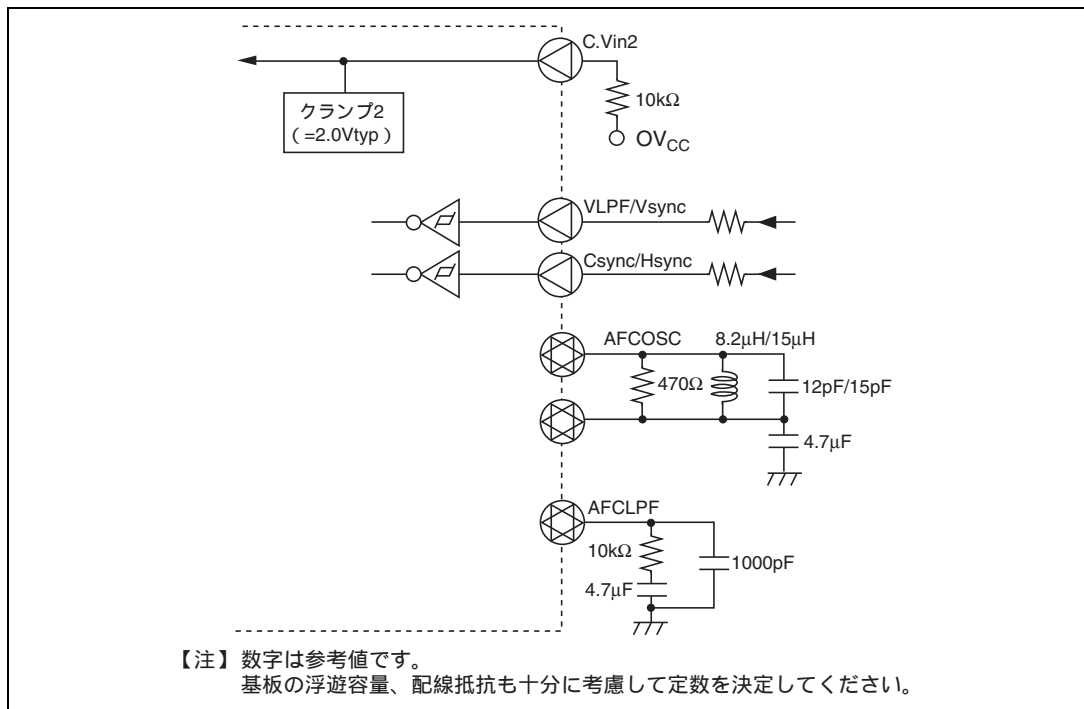 C.Vin2
10kΩ
OVCC
クランプ2
( =2.0Vtyp )
VLPF/Vsync
Csync/Hsync
AFCOSC
8.2μH/15μH
470Ω
12pF/15pF
4.7μF
AFCLPF
10kΩ
1000pF
4.7μF
【注】数字は参考値です。
基板の浮遊容量、配線抵抗も十分に考慮して定数を決定してください。